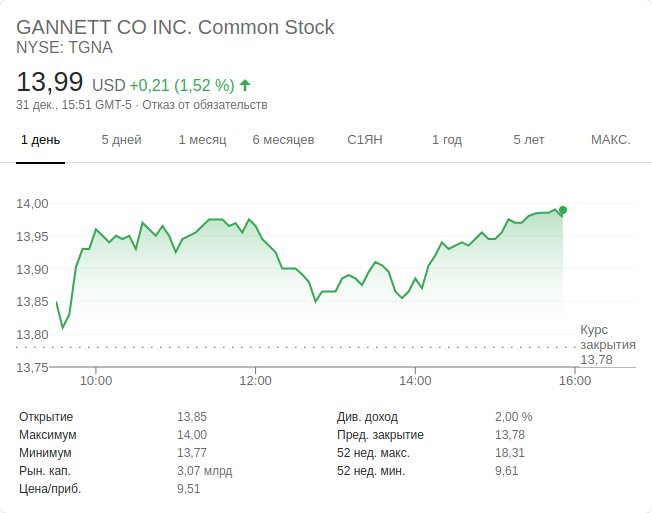 GANNETT CO INC. Common Stock
NYSE: TGNA
13,99 USD +0,21 (1,52 %)
31 дек., 15:51 GMT-5 · Отказ от обязательств
1 день 5 дней 1 месяц 6 месяцев С1ЯН 1 год 5 лет МАКС.
14,00
13,95
13,90
13,85
13,80
13,75
Курс
закрытия
13,78
10:00 12:00 14:00 16:00
Открытие 13,85 Див. доход 2,00 %
Максимум 14,00 Пред. закрытие 13,78
Минимум 13,77 52 нед. макс. 18,31
Рын. кап. 3,07 млрд 52 нед. мин. 9,61
Цена/приб. 9,51